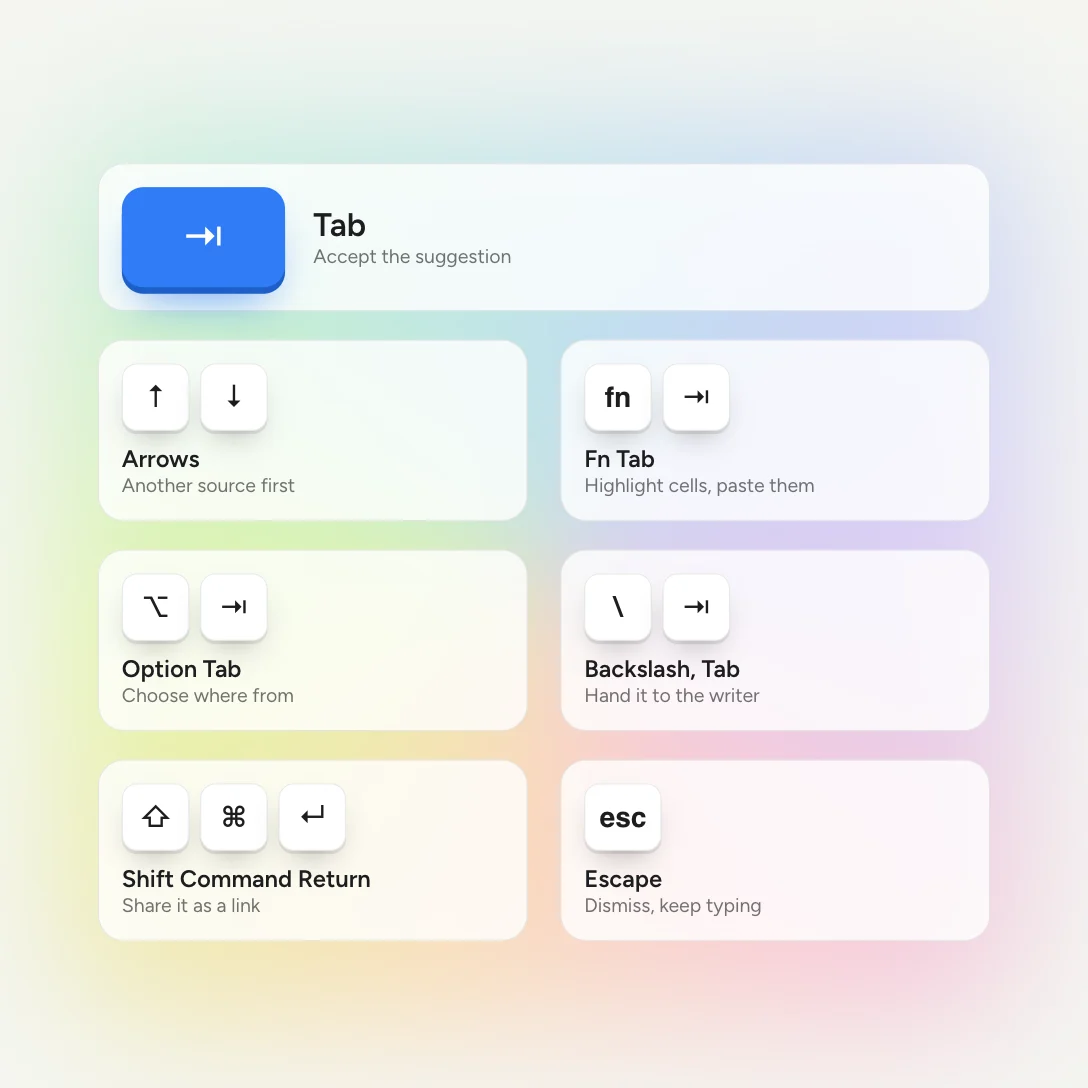 ⇥ Tab
Accept the suggestion
↑ ↓
Arrows
Another source first
fn ⇥
Fn Tab
Highlight cells, paste them
⌥ ⇥
Option Tab
Choose where from
\ ⇥
Backslash, Tab
Hand it to the writer
⇧ ⌘ ↵
Shift Command Return
Share it as a link
esc
Escape
Dismiss, keep typing